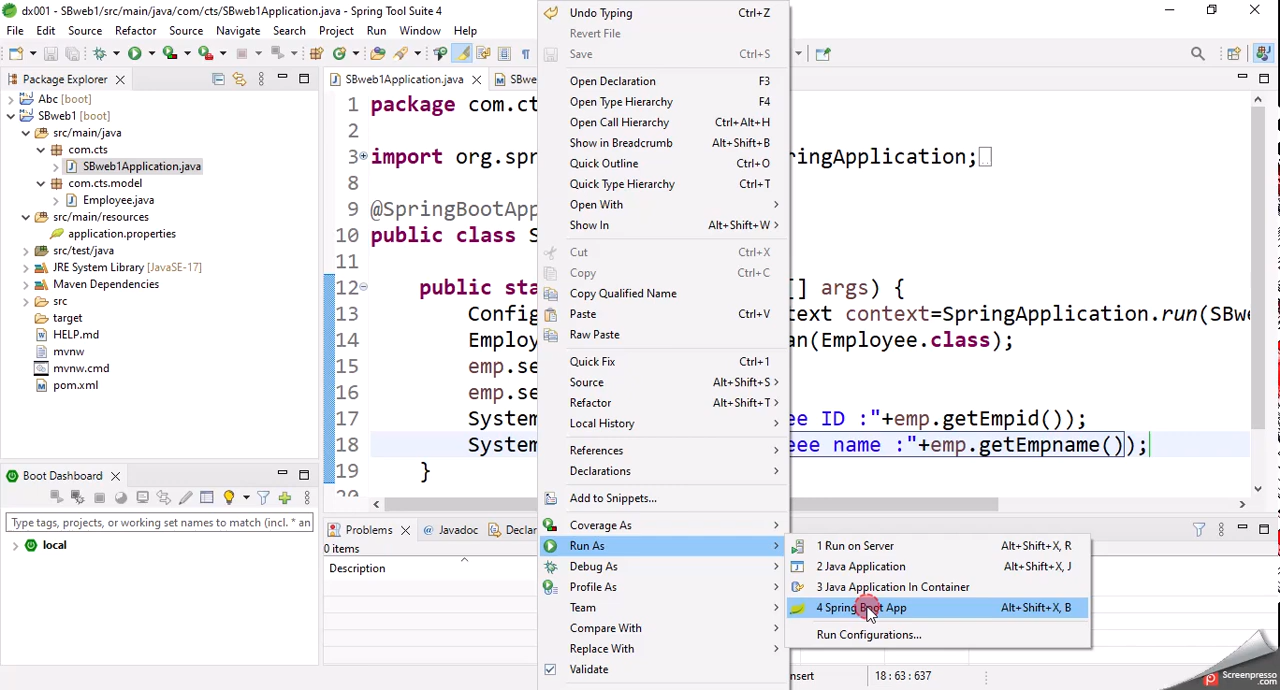 dx001 - SBweb1/src/main/java/com/cts/SBweb1Application.java - Spring Tool Suite 4
File Edit Source Refactor Source Navigate Search Project Run Window Help
Package Explorer
Abc [boot]
SBweb1 [boot]
src/main/java
com.cts
SBweb1Application.java
com.cts.model
Employee.java
src/main/resources
application.properties
src/test/java
JRE System Library [JavaSE-17]
Maven Dependencies
src
target
HELP.md
mvnw
mvnw.cmd
pom.xml
Boot Dashboard
Type tags, projects, or working set names to match (incl. * an
local
SBweb1Application.java SBwe
1 package com.ct
2
3 import org.spr ringApplication;
8
9 @SpringBootApp
10 public class S
11
12 public sta [] args) {
13 Config text context=SpringApplication.run(SBwe
14 Employ an(Employee.class);
15 emp.se
16 emp.se
17 System ee ID :"+emp.getEmpid());
18 System eee name :"+emp.getEmpname());
19 }
20
Undo Typing Ctrl+Z
Revert File
Save Ctrl+S
Open Declaration F3
Open Type Hierarchy F4
Open Call Hierarchy Ctrl+Alt+H
Show in Breadcrumb Alt+Shift+B
Quick Outline Ctrl+O
Quick Type Hierarchy Ctrl+T
Open With
Show In Alt+Shift+W
Cut Ctrl+X
Copy Ctrl+C
Copy Qualified Name
Paste Ctrl+V
Raw Paste
Quick Fix Ctrl+1
Source Alt+Shift+S
Refactor Alt+Shift+T
Local History
References
Declarations
Add to Snippets...
Coverage As
Run As
Debug As
Profile As
Team
Compare With
Replace With
Validate
1 Run on Server Alt+Shift+X, R
2 Java Application Alt+Shift+X, J
3 Java Application In Container
4 Spring Boot App Alt+Shift+X, B
Run Configurations...
Problems @ Javadoc Declar
0 items
Description
nsert 18 : 63 : 637
Screenpresso
.com